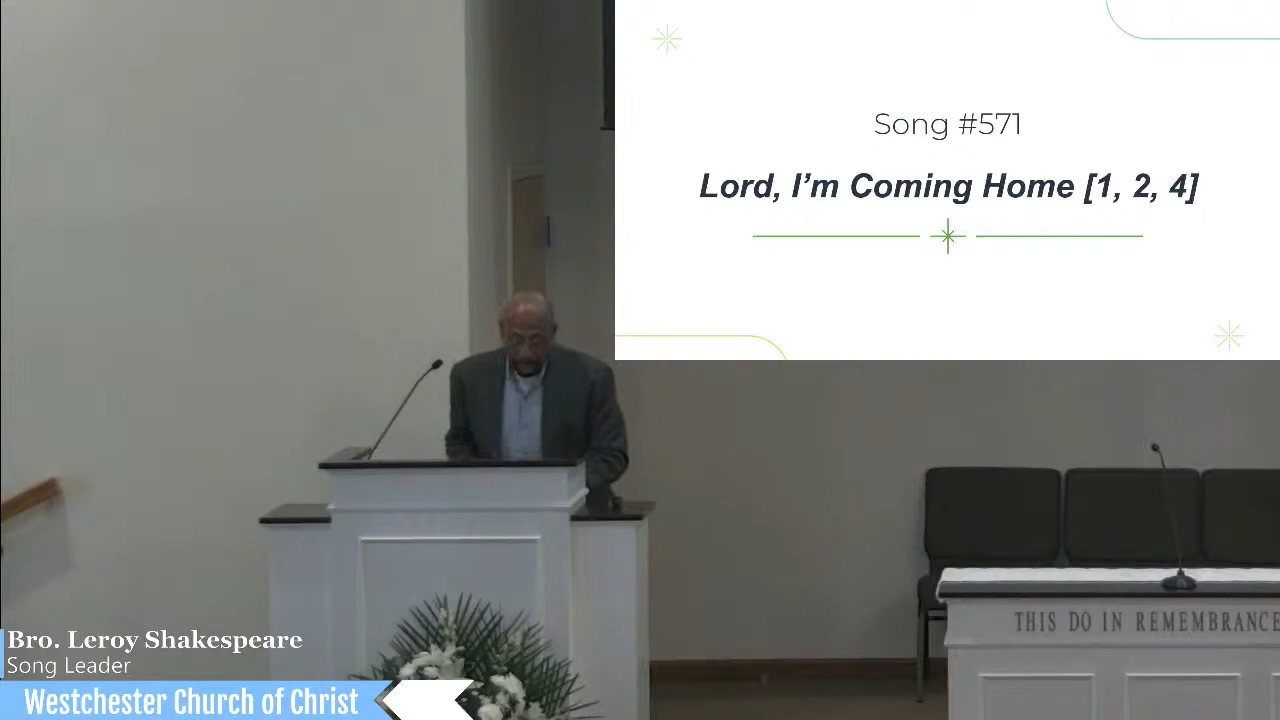 Song #571
Lord, I'm Coming Home [1, 2, 4]
THIS DO IN REMEMBRANCE
Bro. Leroy Shakespeare
Song Leader
Westchester Church of Christ